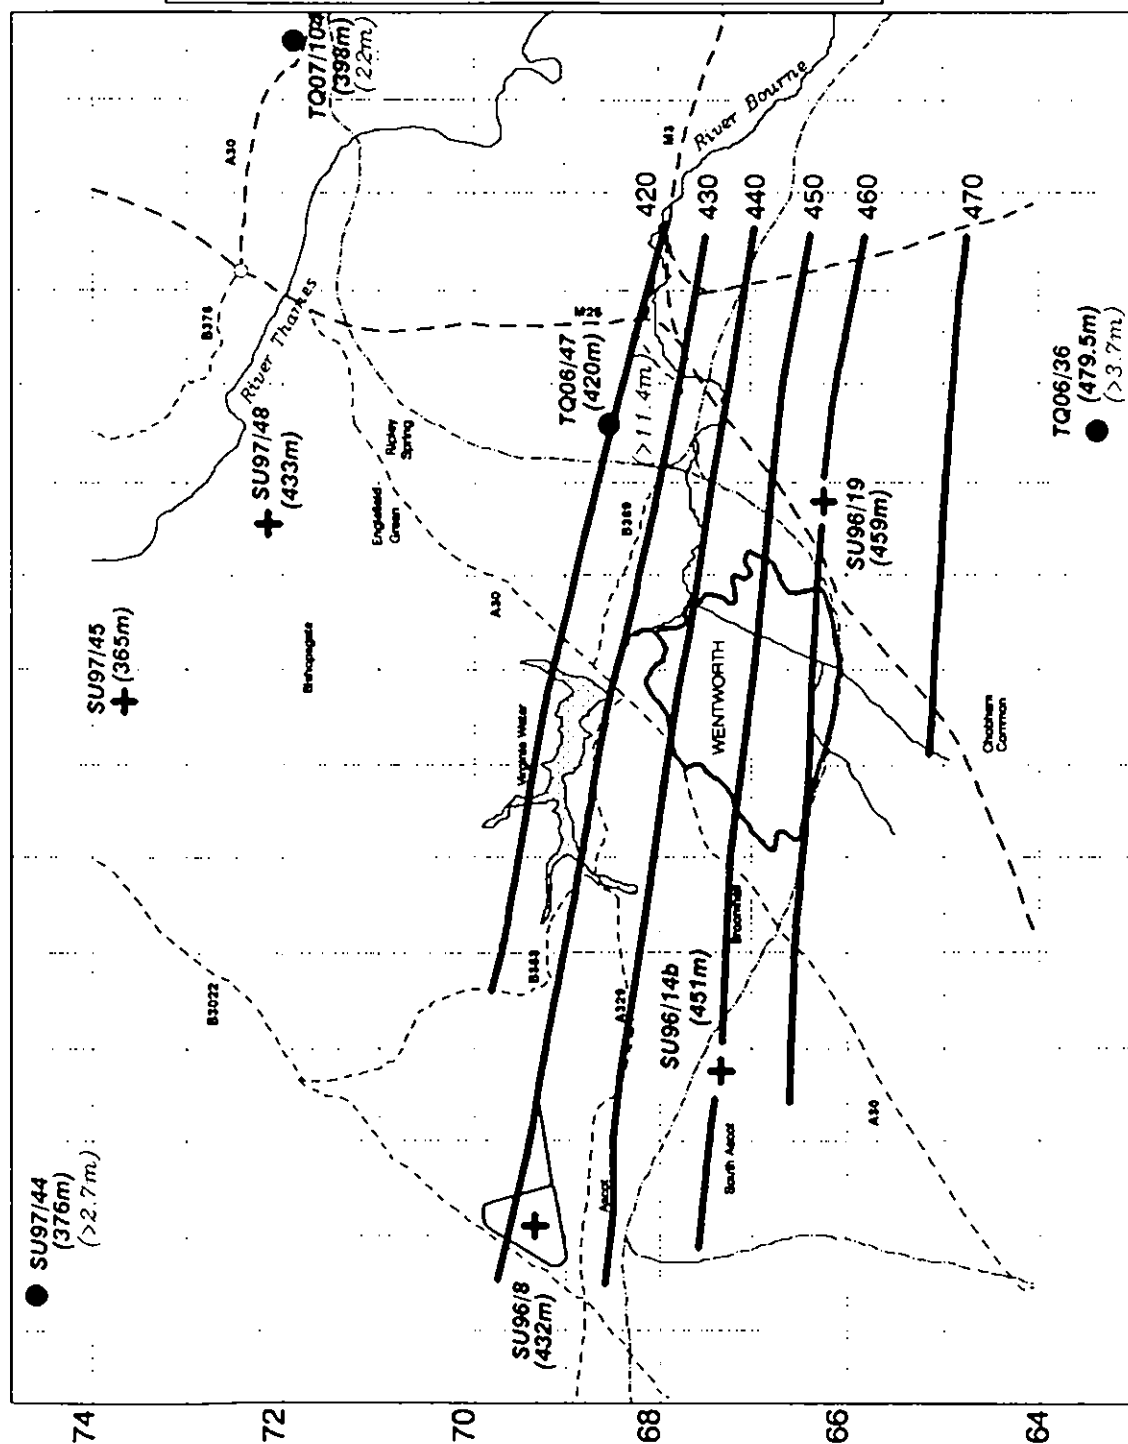 SU97/44
(376m)
(>2.7m)
SU97/45
(365m)
SU97/48
(433m)
TQ07/102
(398m)
(22m)
A30
B376
River Thames
B3022
Bishopsgate
Englefield
Green
Ripley
Spring
A30
M25
TQ06/47
(420m)
(>11.4m)
M3
River Bourne
B389
Virginia Water
B383
A329
SU96/8
(432m)
Ascot
South Ascot
SU96/14b
(451m)
Broomhall
WENTWORTH
SU96/19
(459m)
A30
Chobham
Common
TQ06/36
(479.5m)
(>3.7m)
420
430
440
450
460
470
74
72
70
68
66
64